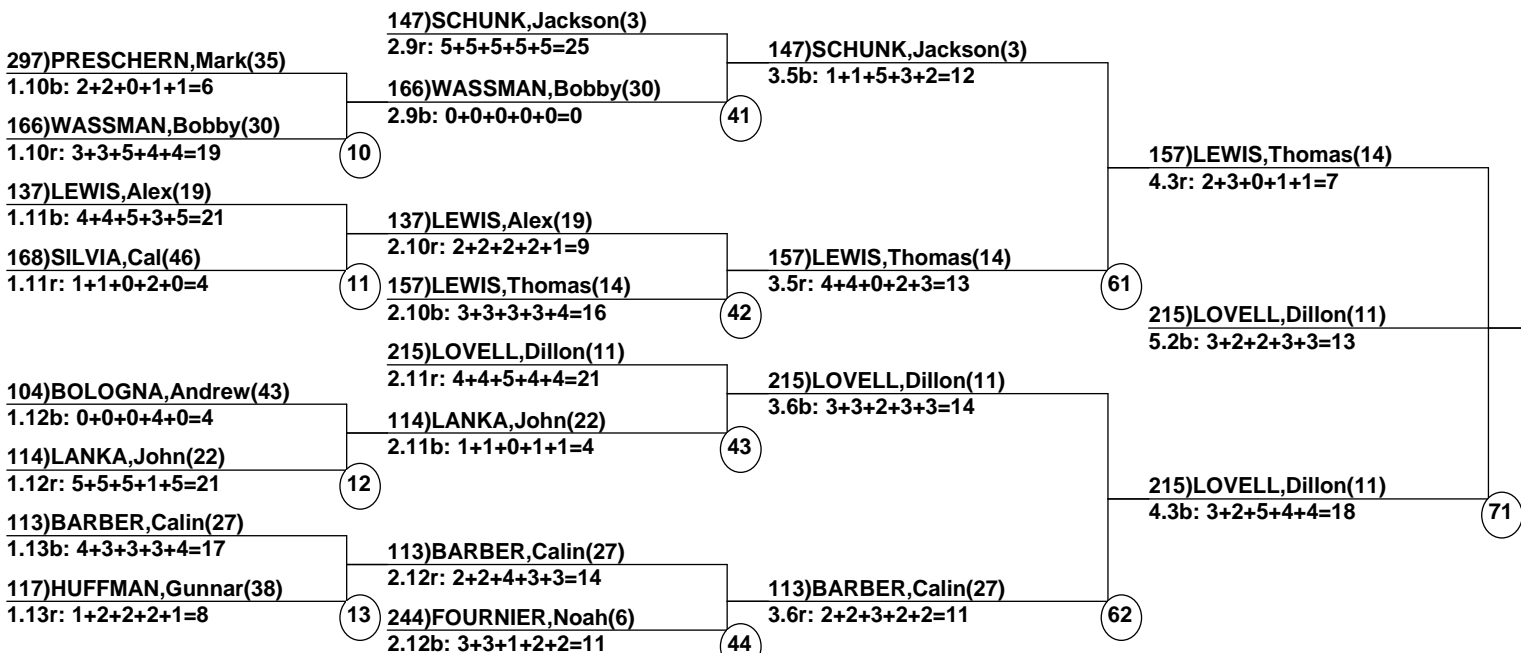 297)PRESCHERN,Mark(35)
1.10b: 2+2+0+1+1=6
166)WASSMAN,Bobby(30)
1.10r: 3+3+5+4+4=19
10
137)LEWIS,Alex(19)
1.11b: 4+4+5+3+5=21
168)SILVIA,Cal(46)
1.11r: 1+1+0+2+0=4
11
104)BOLOGNA,Andrew(43)
1.12b: 0+0+0+4+0=4
114)LANKA,John(22)
1.12r: 5+5+5+1+5=21
12
113)BARBER,Calin(27)
1.13b: 4+3+3+3+4=17
117)HUFFMAN,Gunnar(38)
1.13r: 1+2+2+2+1=8
13
147)SCHUNK,Jackson(3)
2.9r: 5+5+5+5+5=25
166)WASSMAN,Bobby(30)
2.9b: 0+0+0+0+0=0
41
137)LEWIS,Alex(19)
2.10r: 2+2+2+2+1=9
157)LEWIS,Thomas(14)
2.10b: 3+3+3+3+4=16
42
215)LOVELL,Dillon(11)
2.11r: 4+4+5+4+4=21
114)LANKA,John(22)
2.11b: 1+1+0+1+1=4
43
113)BARBER,Calin(27)
2.12r: 2+2+4+3+3=14
244)FOURNIER,Noah(6)
2.12b: 3+3+1+2+2=11
44
147)SCHUNK,Jackson(3)
3.5b: 1+1+5+3+2=12
157)LEWIS,Thomas(14)
3.5r: 4+4+0+2+3=13
61
215)LOVELL,Dillon(11)
3.6b: 3+3+2+3+3=14
113)BARBER,Calin(27)
3.6r: 2+2+3+2+2=11
62
157)LEWIS,Thomas(14)
4.3r: 2+3+0+1+1=7
215)LOVELL,Dillon(11)
5.2b: 3+2+2+3+3=13
215)LOVELL,Dillon(11)
4.3b: 3+2+5+4+4=18
71